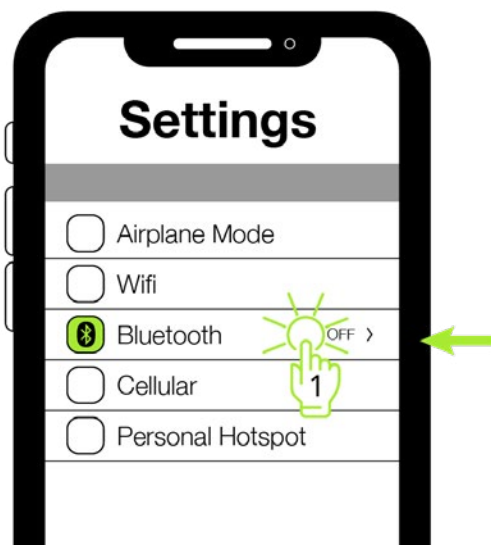 Settings
Airplane Mode
Wifi
Bluetooth OFF >
Cellular
1
Personal Hotspot